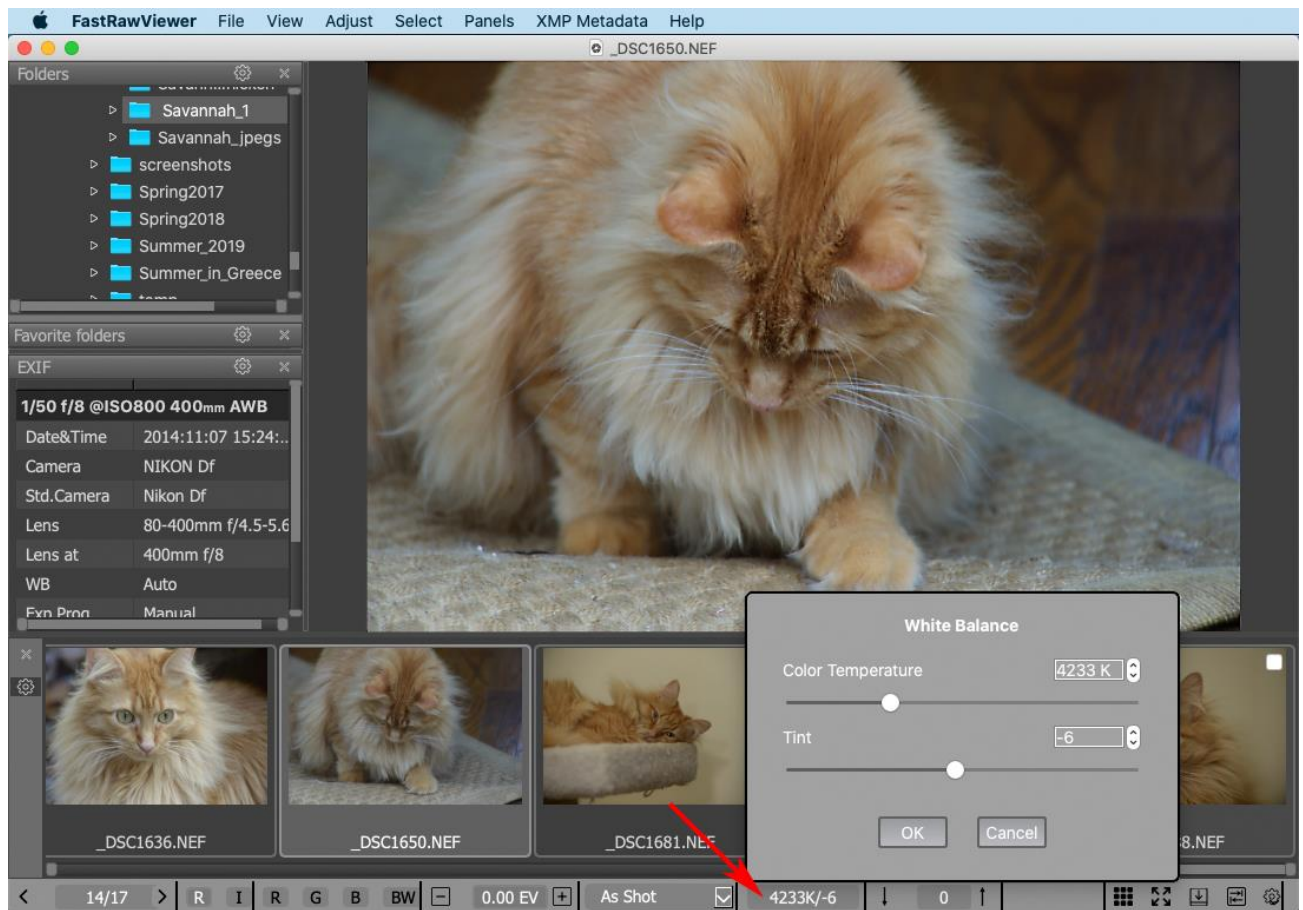 FastRawViewer File View Adjust Select Panels XMP Metadata Help
_DSC1650.NEF
Folders
Savannah_1
Savannah_jpegs
screenshots
Spring2017
Spring2018
Summer_2019
Summer_in_Greece
Favorite folders
EXIF
1/50 f/8 @ISO800 400mm AWB
Date&Time 2014:11:07 15:24:..
Camera NIKON Df
Std.Camera Nikon Df
Lens 80-400mm f/4.5-5.6
Lens at 400mm f/8
WB Auto
Exp Prog Manual
White Balance
Color Temperature 4233 K
Tint -6
OK Cancel
_DSC1636.NEF _DSC1650.NEF _DSC1681.NEF 8.NEF
14/17 R I R G B BW 0.00 EV As Shot 4233K/-6 0